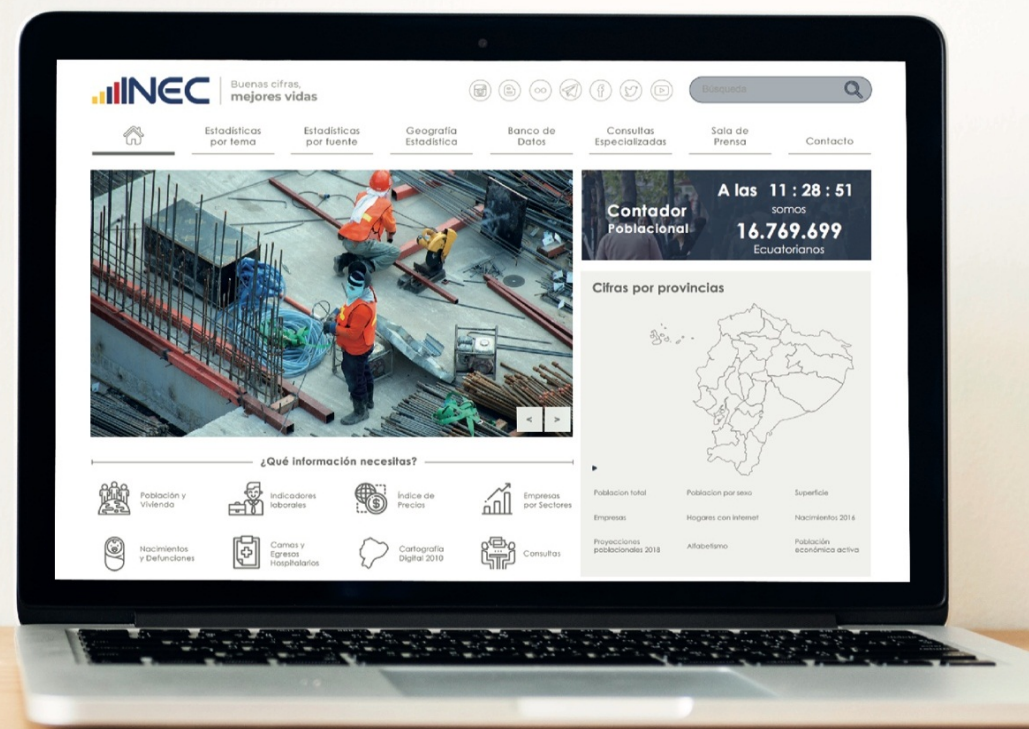 INEC
Buenas cifras,
mejores vidas
Búsqueda
Estadísticas
por tema
Estadísticas
por fuente
Geografía
Estadística
Banco de
Datos
Consultas
Especializadas
Sala de
Prensa
Contacto
Contador
Poblacional
A las 11 : 28 : 51
somos
16.769.699
Ecuatorianos
Cifras por provincias
< >
¿Qué información necesitas?
Población y
Vivienda
Indicadores
laborales
Índice de
Precios
Empresas
por Sectores
Nacimientos
y Defunciones
Camas y
Egresos
Hospitalarios
Cartografía
Digital 2010
Consultas
Poblacion total
Poblacion por sexo
Superficie
Empresas
Hogares con internet
Nacimientos 2016
Proyecciones
poblacionales 2018
Alfabetismo
Población
económica activa